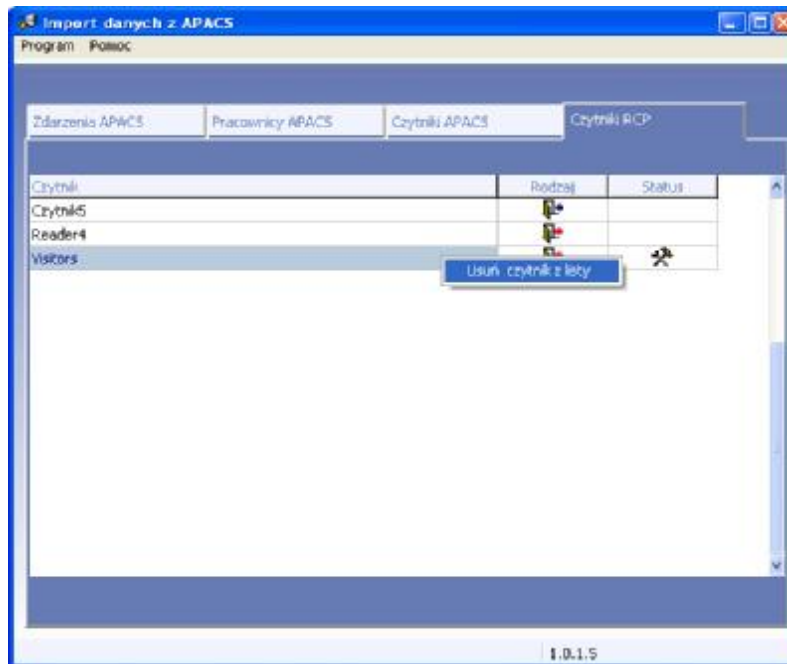 Import danych z APACS
Program Pomoc
Zdarzenia APACS Pracownicy APACS Czytniki APACS Czytniki RCP
Czytnik Rodzaj Status
Czytnik5
Reader4
Visitors
Usuń czytnik z listy
1.0.1.5